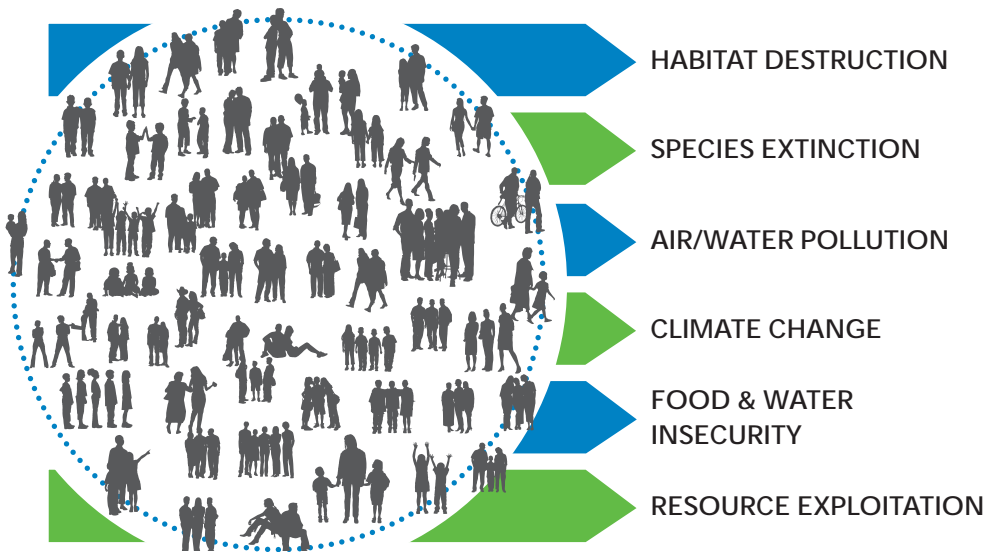 HABITAT DESTRUCTION
SPECIES EXTINCTION
AIR/WATER POLLUTION
CLIMATE CHANGE
FOOD & WATER
INSECURITY
RESOURCE EXPLOITATION